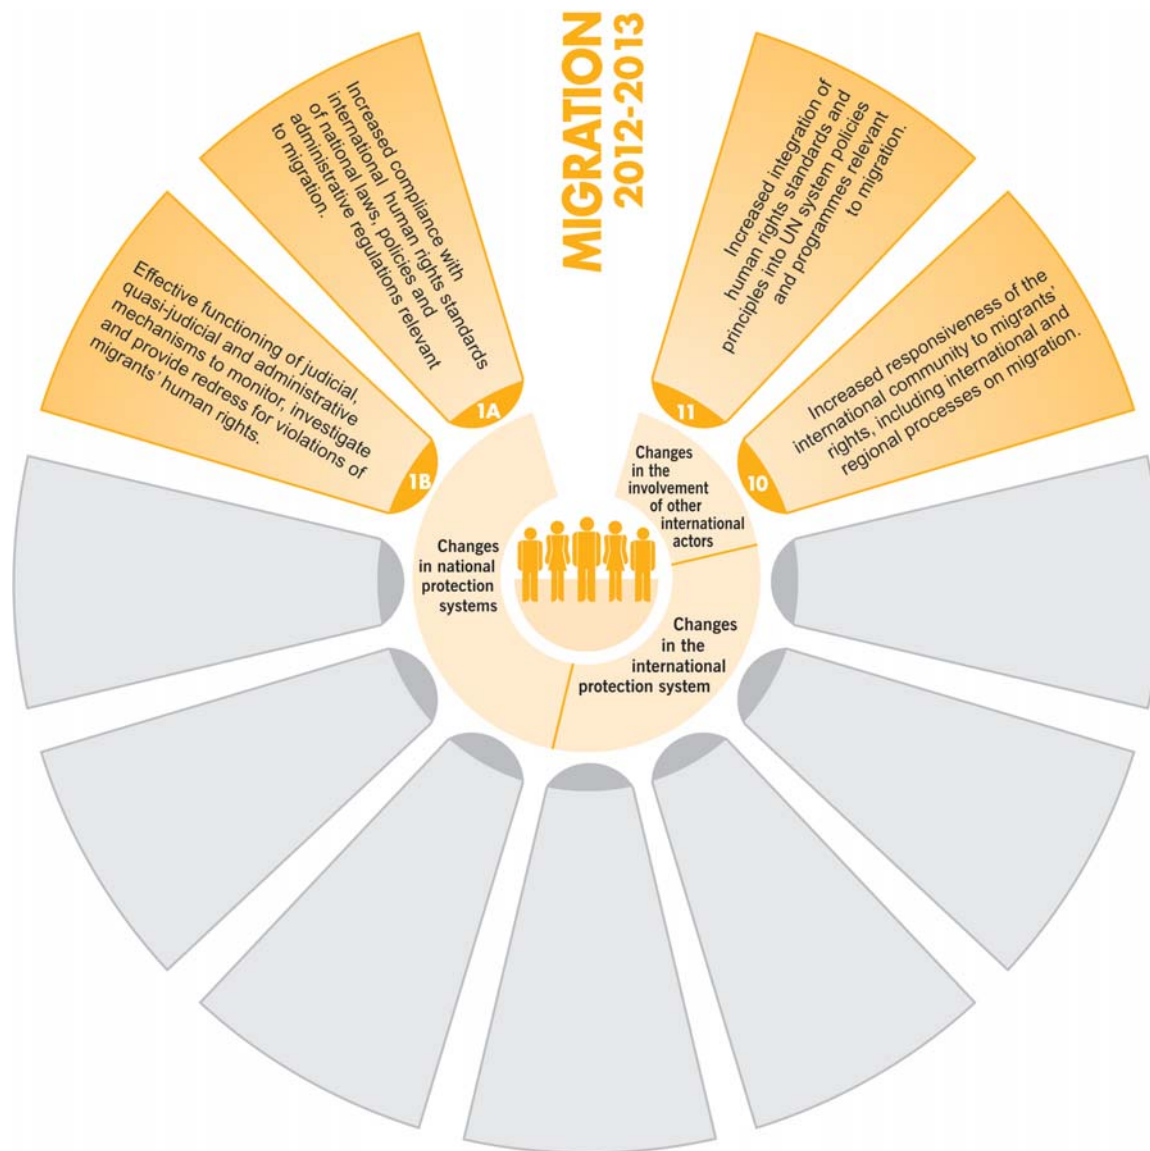 MIGRATION
2012-2013
Increased compliance with
international human rights standards
of national laws, policies and
administrative regulations relevant
to migration.
1A
Effective functioning of judicial,
quasi-judicial and administrative
mechanisms to monitor, investigate
and provide redress for violations of
migrants' human rights.
1B
Increased integration of
human rights standards and
principles into UN system policies
and programmes relevant
to migration.
11
Increased responsiveness of the
international community to migrants'
rights, including international and
regional processes on migration.
10
Changes
in national
protection
systems
Changes
in the
involvement
of other
international
actors
Changes
in the
international
protection system